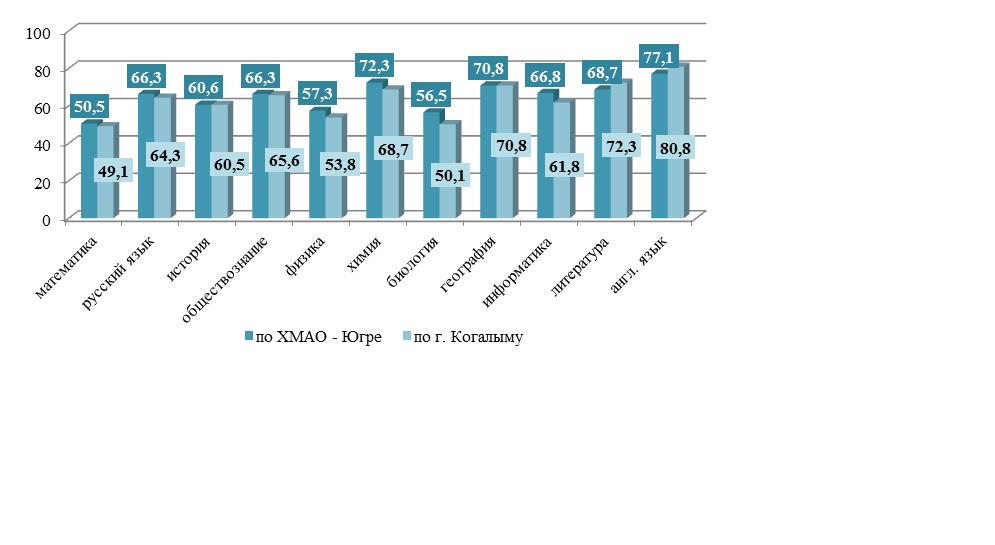 100
80
60
40
20
0
50,5
66,3
60,6
66,3
57,3
72,3
56,5
70,8
66,8
68,7
77,1
49,1
64,3
60,5
65,6
53,8
68,7
50,1
70,8
61,8
72,3
80,8
математика
русский язык
история
обществознание
физика
химия
биология
география
информатика
литература
англ. язык
по ХМАО - Югре
по г. Когалыму